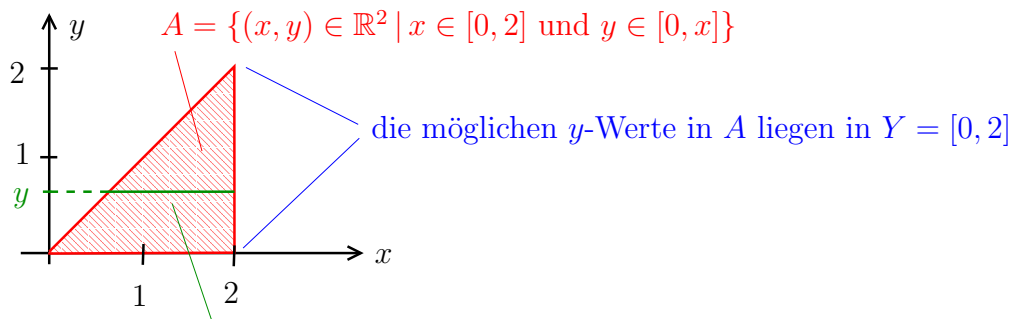 y
A = {(x, y) ∈ ℝ² | x ∈ [0, 2] und y ∈ [0, x]}
2
die möglichen y-Werte in A liegen in Y = [0, 2]
1
y
x
1
2